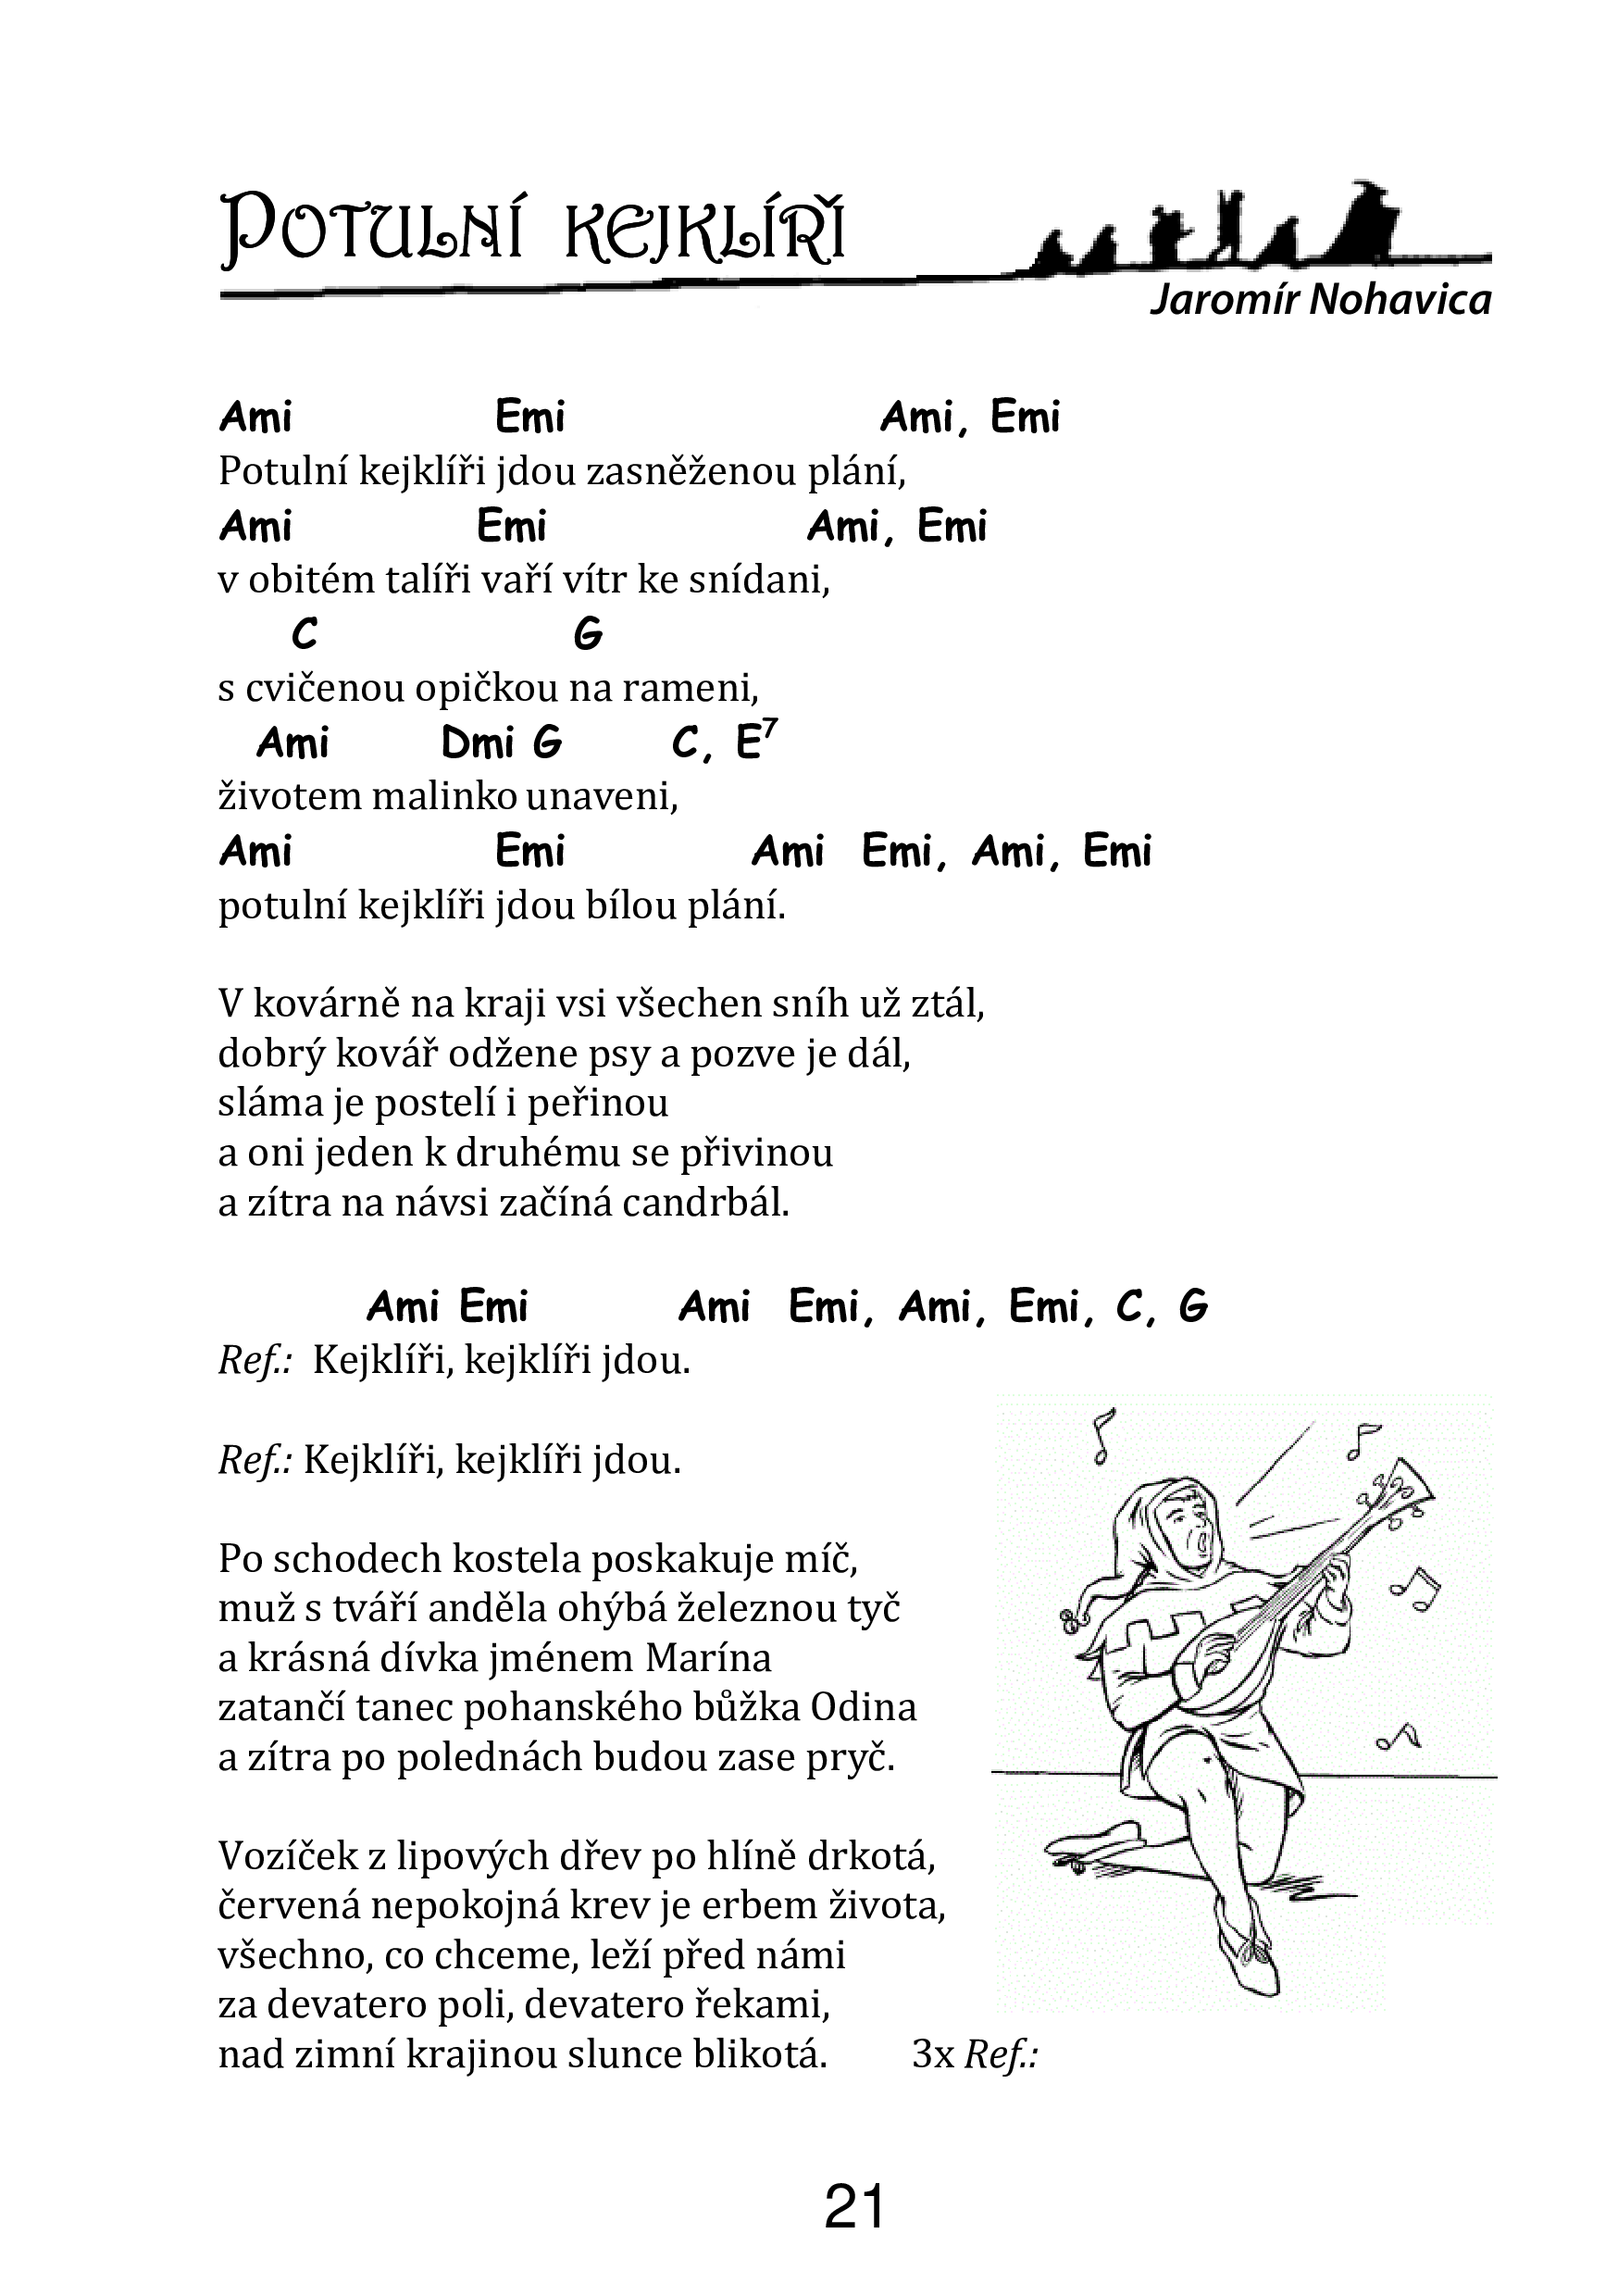 Potulní kejklíři
Jaromír Nohavica
Ami Emi Ami, Emi
Potulní kejklíři jdou zasněženou plání,
Ami Emi Ami, Emi
v obitém talíři vaří vítr ke snídani,
C G
s cvičenou opičkou na rameni,
Ami Dmi G C, E7
životem malinko unaveni,
Ami Emi Ami Emi, Ami, Emi
potulní kejklíři jdou bílou plání.
V kovárně na kraji vsi všechen sníh už ztál,
dobrý kovář odžene psy a pozve je dál,
sláma je postelí i peřinou
a oni jeden k druhému se přivinou
a zítra na návsi začíná candrbál.
Ami Emi Ami Emi, Ami, Emi, C, G
Ref.: Kejklíři, kejklíři jdou.
Ref.: Kejklíři, kejklíři jdou.
Po schodech kostela poskakuje míč,
muž s tváří anděla ohýbá železnou tyč
a krásná dívka jménem Marína
zatančí tanec pohanského bůžka Odina
a zítra po polednách budou zase pryč.
Vozíček z lipových dřev po hlíně drkotá,
červená nepokojná krev je erbem života,
všechno, co chceme, leží před námi
za devatero poli, devatero řekami,
nad zimní krajinou slunce blikotá. 3x Ref.:
21